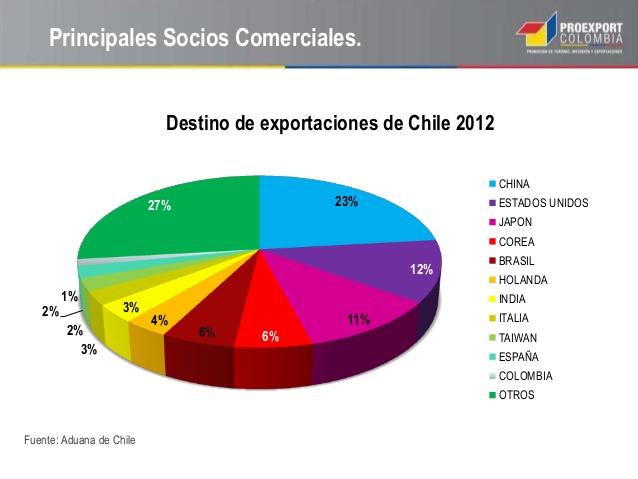 Principales Socios Comerciales.
PROEXPORT
COLOMBIA
PROMOCIÓN DE TURISMO, INVERSIÓN Y EXPORTACIONES
Destino de exportaciones de Chile 2012
27%
23%
12%
11%
6%
6%
4%
3%
3%
2%
2%
1%
CHINA
ESTADOS UNIDOS
JAPON
COREA
BRASIL
HOLANDA
INDIA
ITALIA
TAIWAN
ESPAÑA
COLOMBIA
OTROS
Fuente: Aduana de Chile